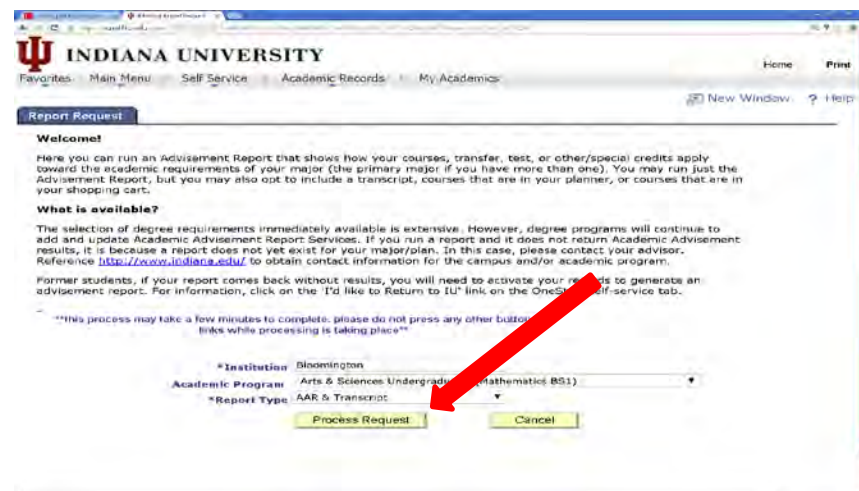 INDIANA UNIVERSITY
Home Print
Favorites Main Menu Self Service Academic Records My Academics
New Window ? Help
Report Request
Welcome!
Here you can run an Advisement Report that shows how your courses, transfer, test, or other/special credits apply
toward the academic requirements of your major (the primary major if you have more than one). You may run just the
Advisement Report, but you may also opt to include a transcript, courses that are in your planner, or courses that are in
your shopping cart.
What is available?
The selection of degree requirements immediately available is extensive. However, degree programs will continue to
add and update Academic Advisement Report Services. If you run a report and it does not return Academic Advisement
results, it is because a report does not yet exist for your major/plan. In this case, please contact your advisor.
Reference http://www.indiana.edu/ to obtain contact information for the campus and/or academic program.
Former students, if your report comes back without results, you will need to activate your records to generate an
advisement report. For information, click on the 'I'd like to Return to IU' link on the self-service tab.
**this process may take a few minutes to complete. please do not press any other
links while processing is taking place**
*Institution Bloomington
Academic Program Arts & Sciences (Mathematics BS1)
*Report Type AAR & Transcript
Process Request Cancel